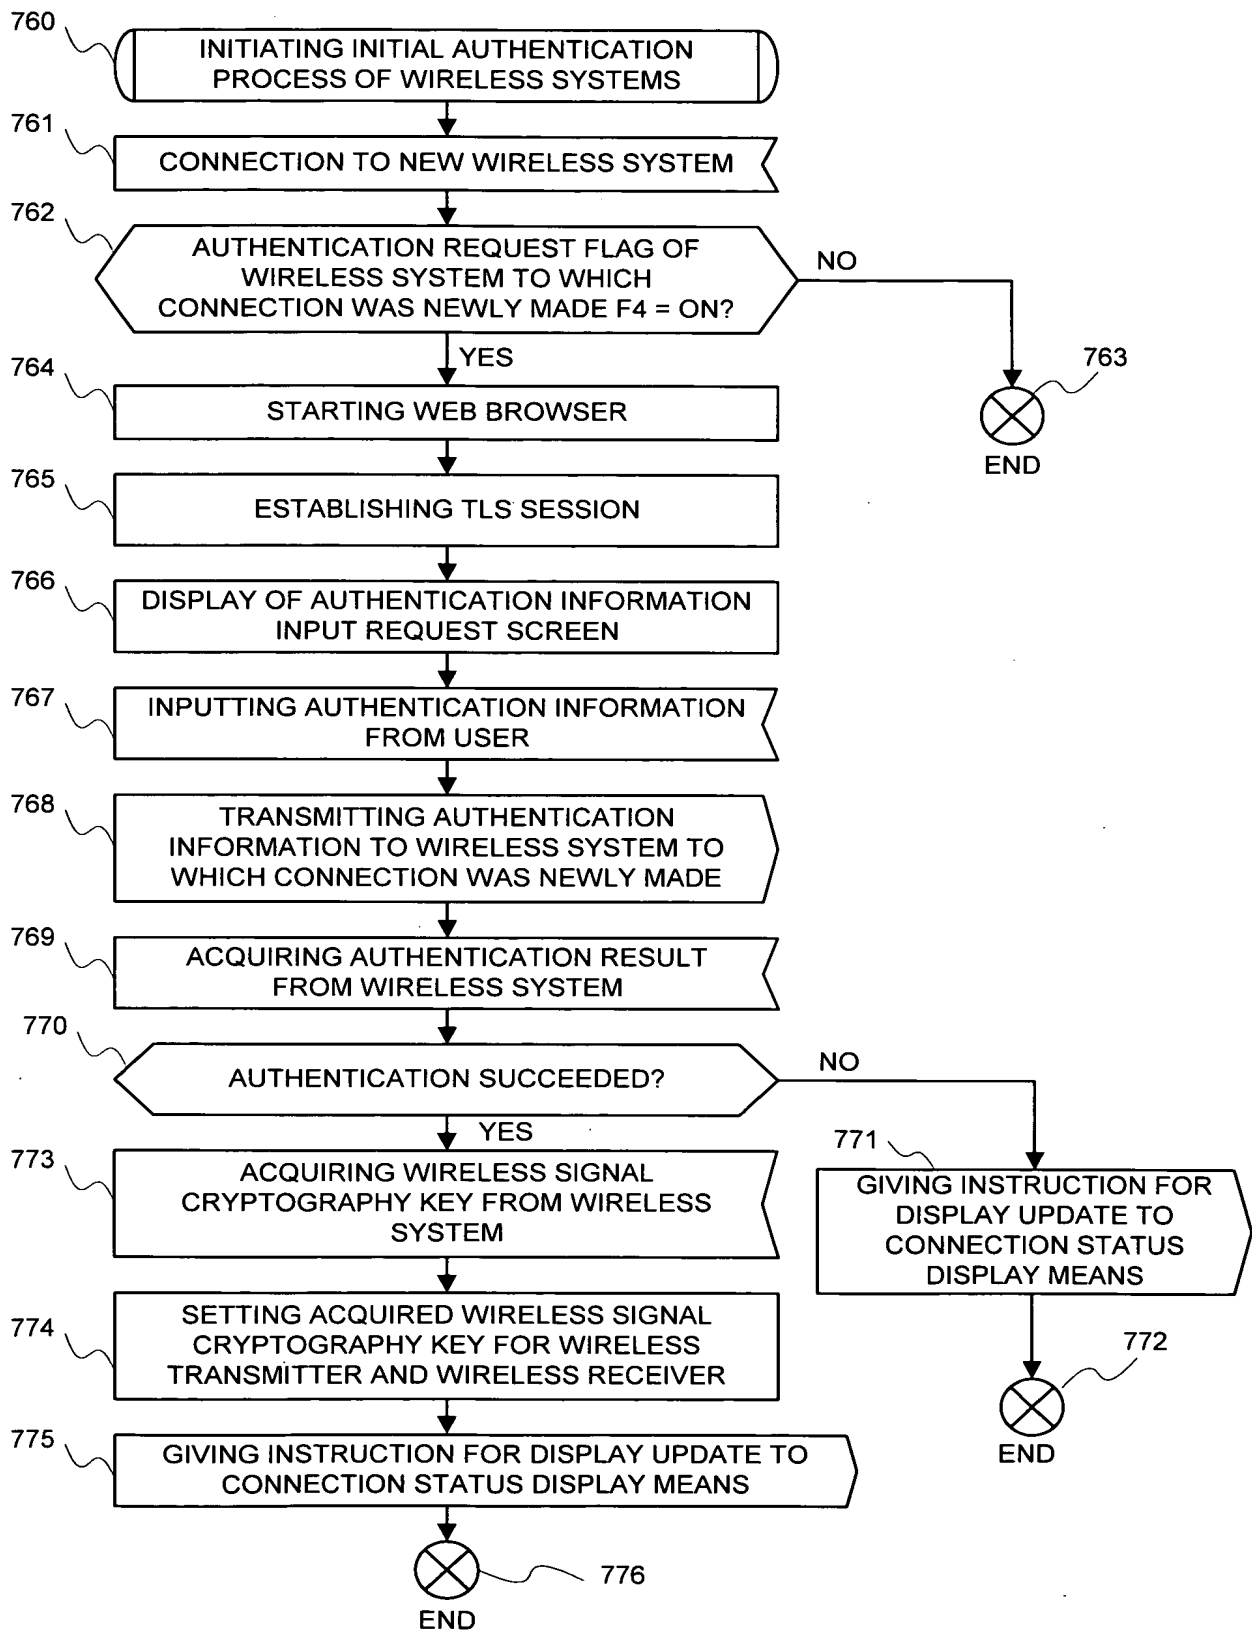 760
INITIATING INITIAL AUTHENTICATION
PROCESS OF WIRELESS SYSTEMS
761
CONNECTION TO NEW WIRELESS SYSTEM
762
AUTHENTICATION REQUEST FLAG OF
WIRELESS SYSTEM TO WHICH
CONNECTION WAS NEWLY MADE F4 = ON?
NO
YES
763
END
764
STARTING WEB BROWSER
765
ESTABLISHING TLS SESSION
766
DISPLAY OF AUTHENTICATION INFORMATION
INPUT REQUEST SCREEN
767
INPUTTING AUTHENTICATION INFORMATION
FROM USER
768
TRANSMITTING AUTHENTICATION
INFORMATION TO WIRELESS SYSTEM TO
WHICH CONNECTION WAS NEWLY MADE
769
ACQUIRING AUTHENTICATION RESULT
FROM WIRELESS SYSTEM
770
AUTHENTICATION SUCCEEDED?
NO
YES
771
GIVING INSTRUCTION FOR
DISPLAY UPDATE TO
CONNECTION STATUS
DISPLAY MEANS
772
END
773
ACQUIRING WIRELESS SIGNAL
CRYPTOGRAPHY KEY FROM WIRELESS
SYSTEM
774
SETTING ACQUIRED WIRELESS SIGNAL
CRYPTOGRAPHY KEY FOR WIRELESS
TRANSMITTER AND WIRELESS RECEIVER
775
GIVING INSTRUCTION FOR DISPLAY UPDATE TO
CONNECTION STATUS DISPLAY MEANS
776
END